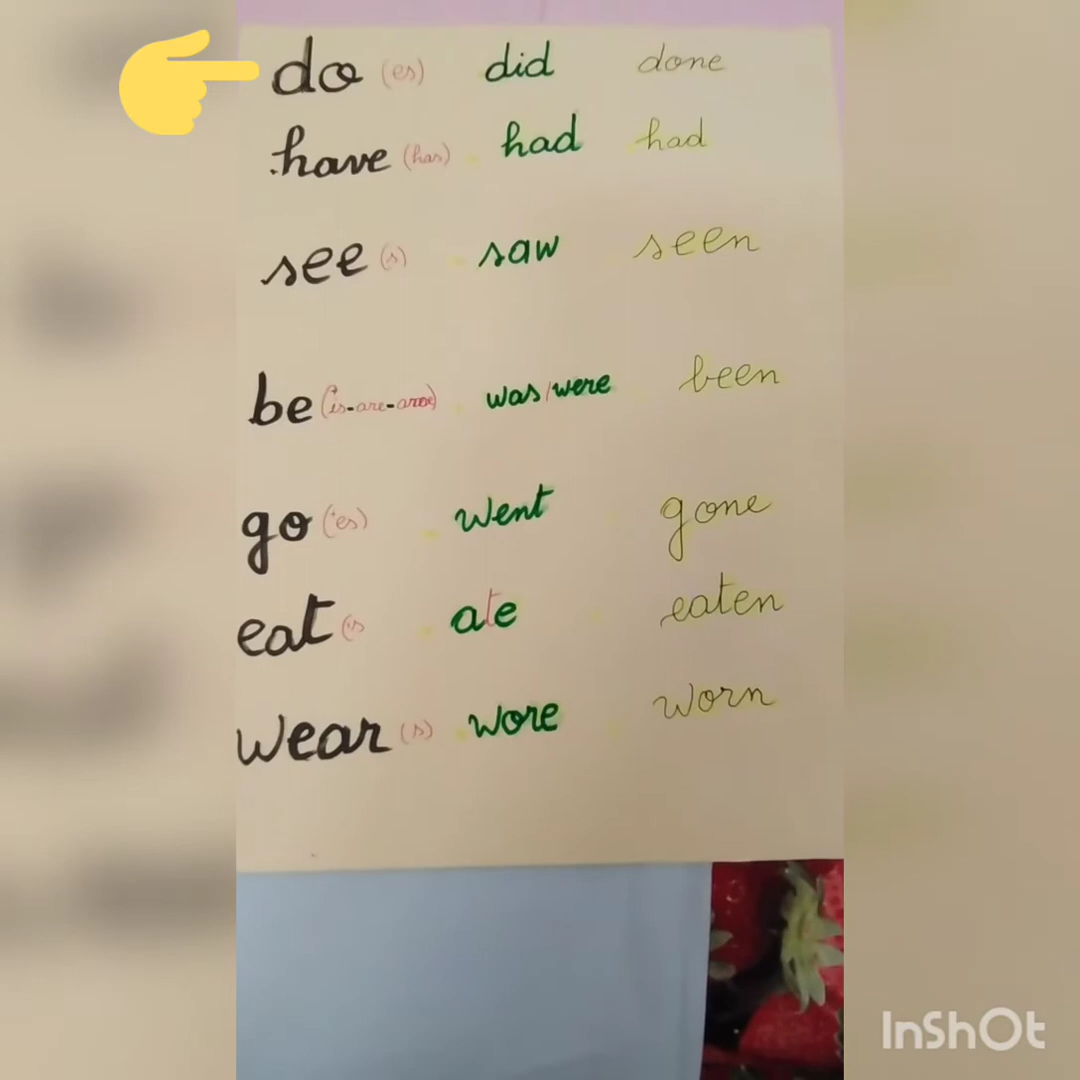 do (es) did done
have (has) had had
see (s) saw seen
be (is-are-am) was/were been
go (es) went gone
eat (s ate eaten
wear (s) wore worn
InShOt